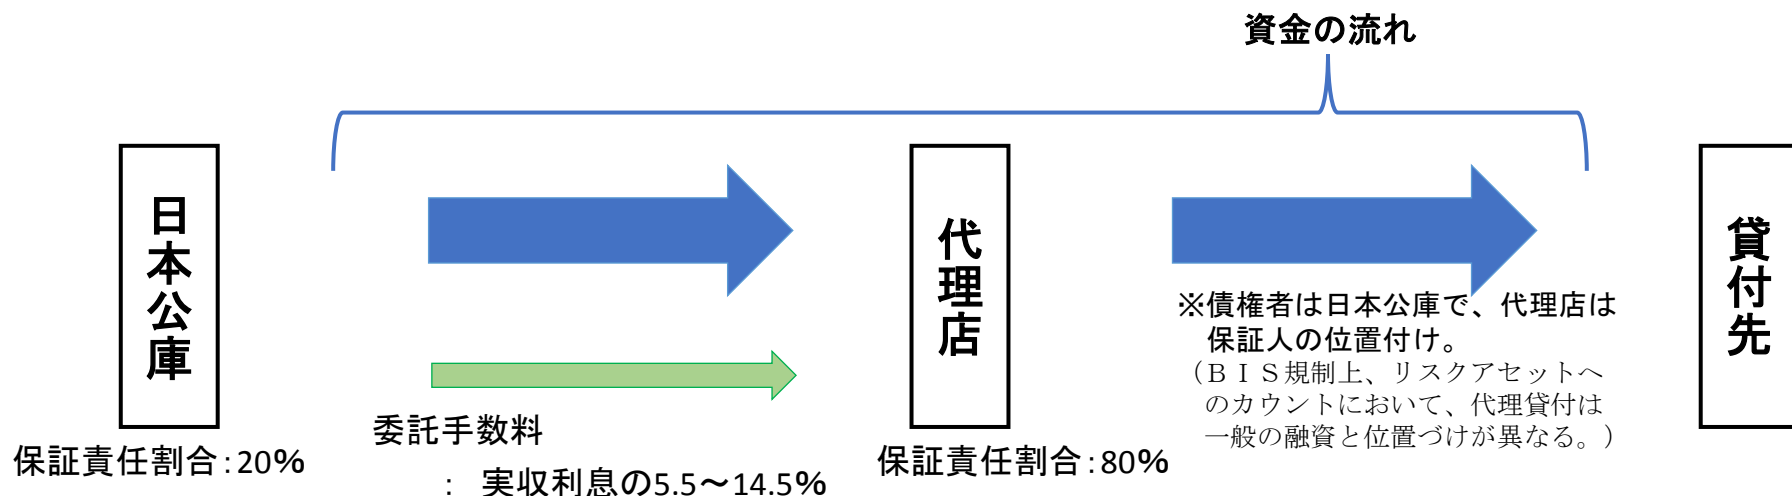 資金の流れ
日本公庫
代理店
貸付先
※債権者は日本公庫で、代理店は
保証人の位置付け。
（ＢＩＳ規制上、リスクアセットへ
のカウントにおいて、代理貸付は
一般の融資と位置づけが異なる。）
委託手数料
： 実収利息の5.5～14.5%
保証責任割合：20%
保証責任割合：80%